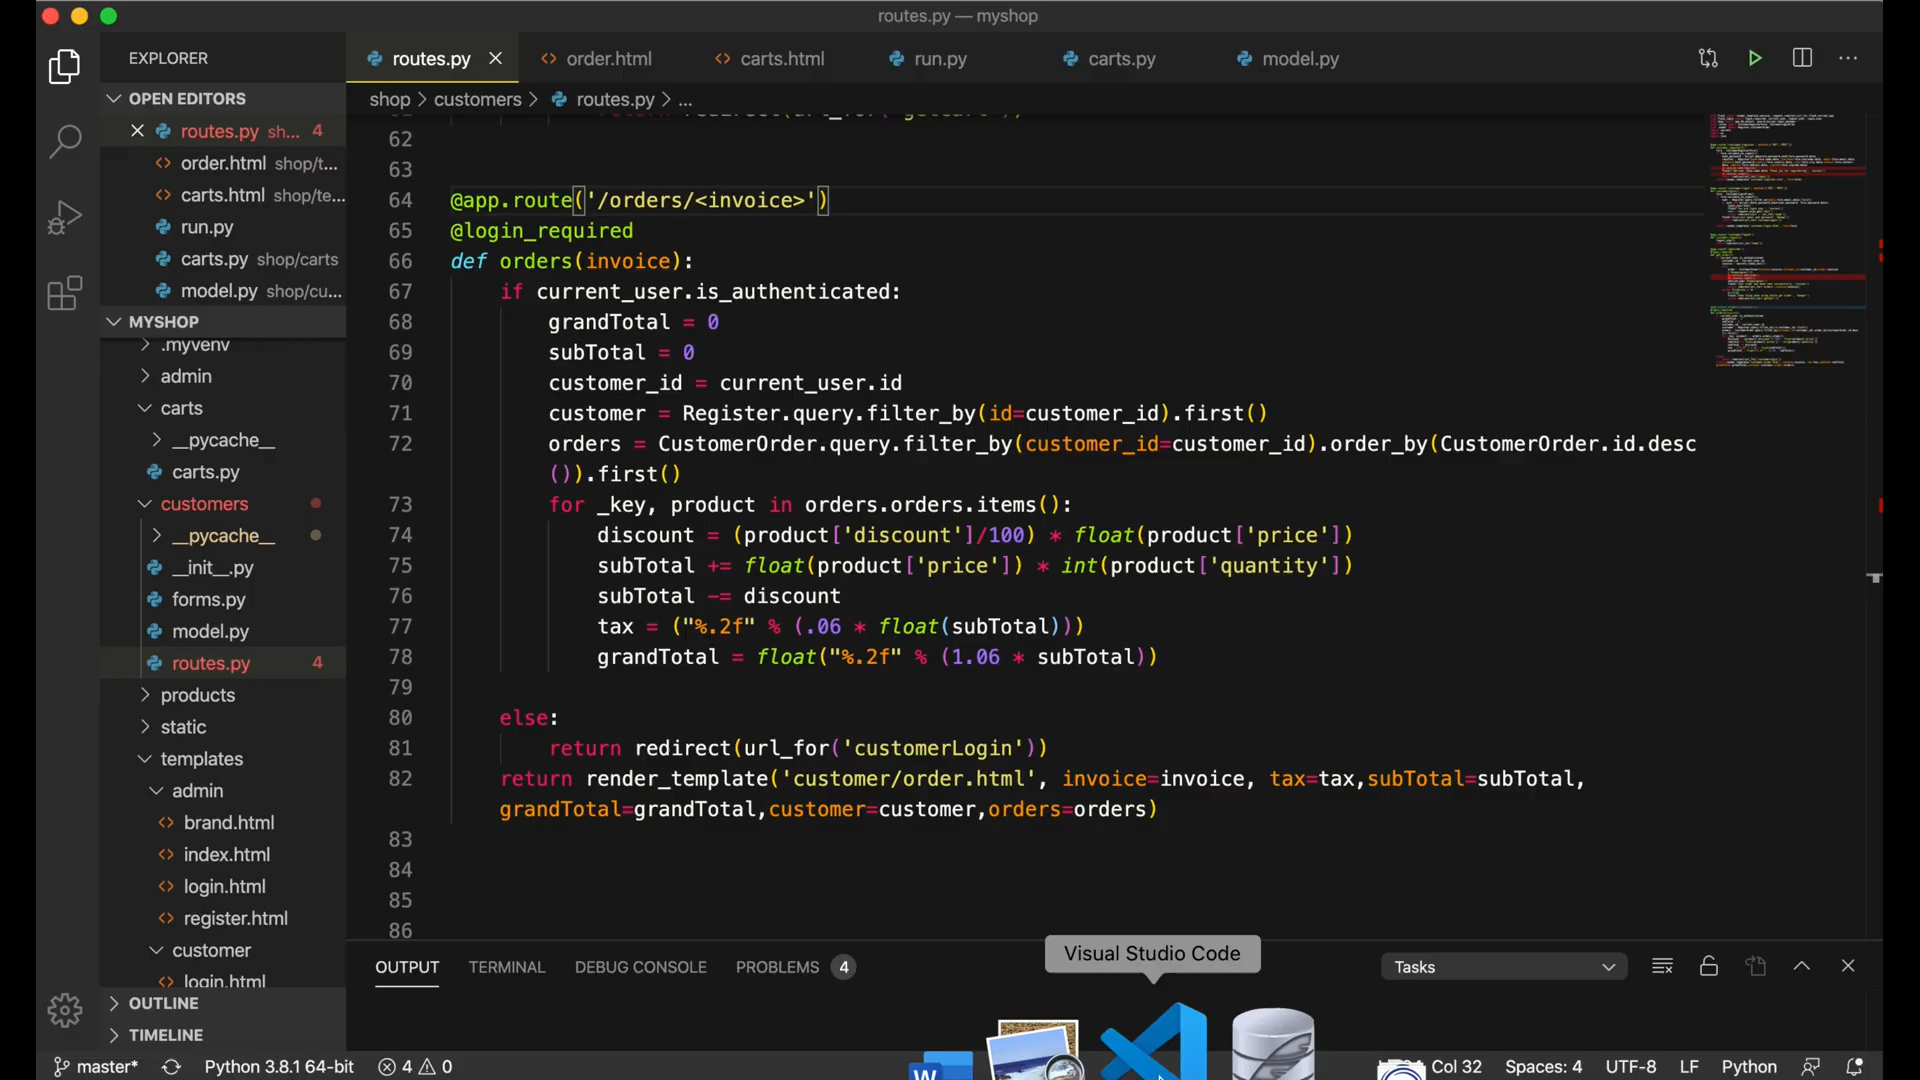 routes.py — myshop
EXPLORER
routes.py
order.html
carts.html
run.py
carts.py
model.py
OPEN EDITORS
shop > customers > routes.py > ...
routes.py sh... 4
order.html shop/t...
carts.html shop/te...
run.py
carts.py shop/carts
model.py shop/cu...
MYSHOP
.myvenv
admin
carts
__pycache__
carts.py
customers
__pycache__
__init__.py
forms.py
model.py
routes.py 4
products
static
templates
admin
brand.html
index.html
login.html
register.html
customer
login.html
OUTLINE
TIMELINE
62
63
64 @app.route('/orders/<invoice>')
65 @login_required
66 def orders(invoice):
67 if current_user.is_authenticated:
68 grandTotal = 0
69 subTotal = 0
70 customer_id = current_user.id
71 customer = Register.query.filter_by(id=customer_id).first()
72 orders = CustomerOrder.query.filter_by(customer_id=customer_id).order_by(CustomerOrder.id.desc
()).first()
73 for _key, product in orders.orders.items():
74 discount = (product['discount']/100) * float(product['price'])
75 subTotal += float(product['price']) * int(product['quantity'])
76 subTotal -= discount
77 tax = ("%.2f" % (.06 * float(subTotal)))
78 grandTotal = float("%.2f" % (1.06 * subTotal))
79
80 else:
81 return redirect(url_for('customerLogin'))
82 return render_template('customer/order.html', invoice=invoice, tax=tax,subTotal=subTotal,
grandTotal=grandTotal,customer=customer,orders=orders)
83
84
85
86
OUTPUT TERMINAL DEBUG CONSOLE PROBLEMS 4
Visual Studio Code
Tasks
W
master* Python 3.8.1 64-bit 4 0
Col 32 Spaces: 4 UTF-8 LF Python